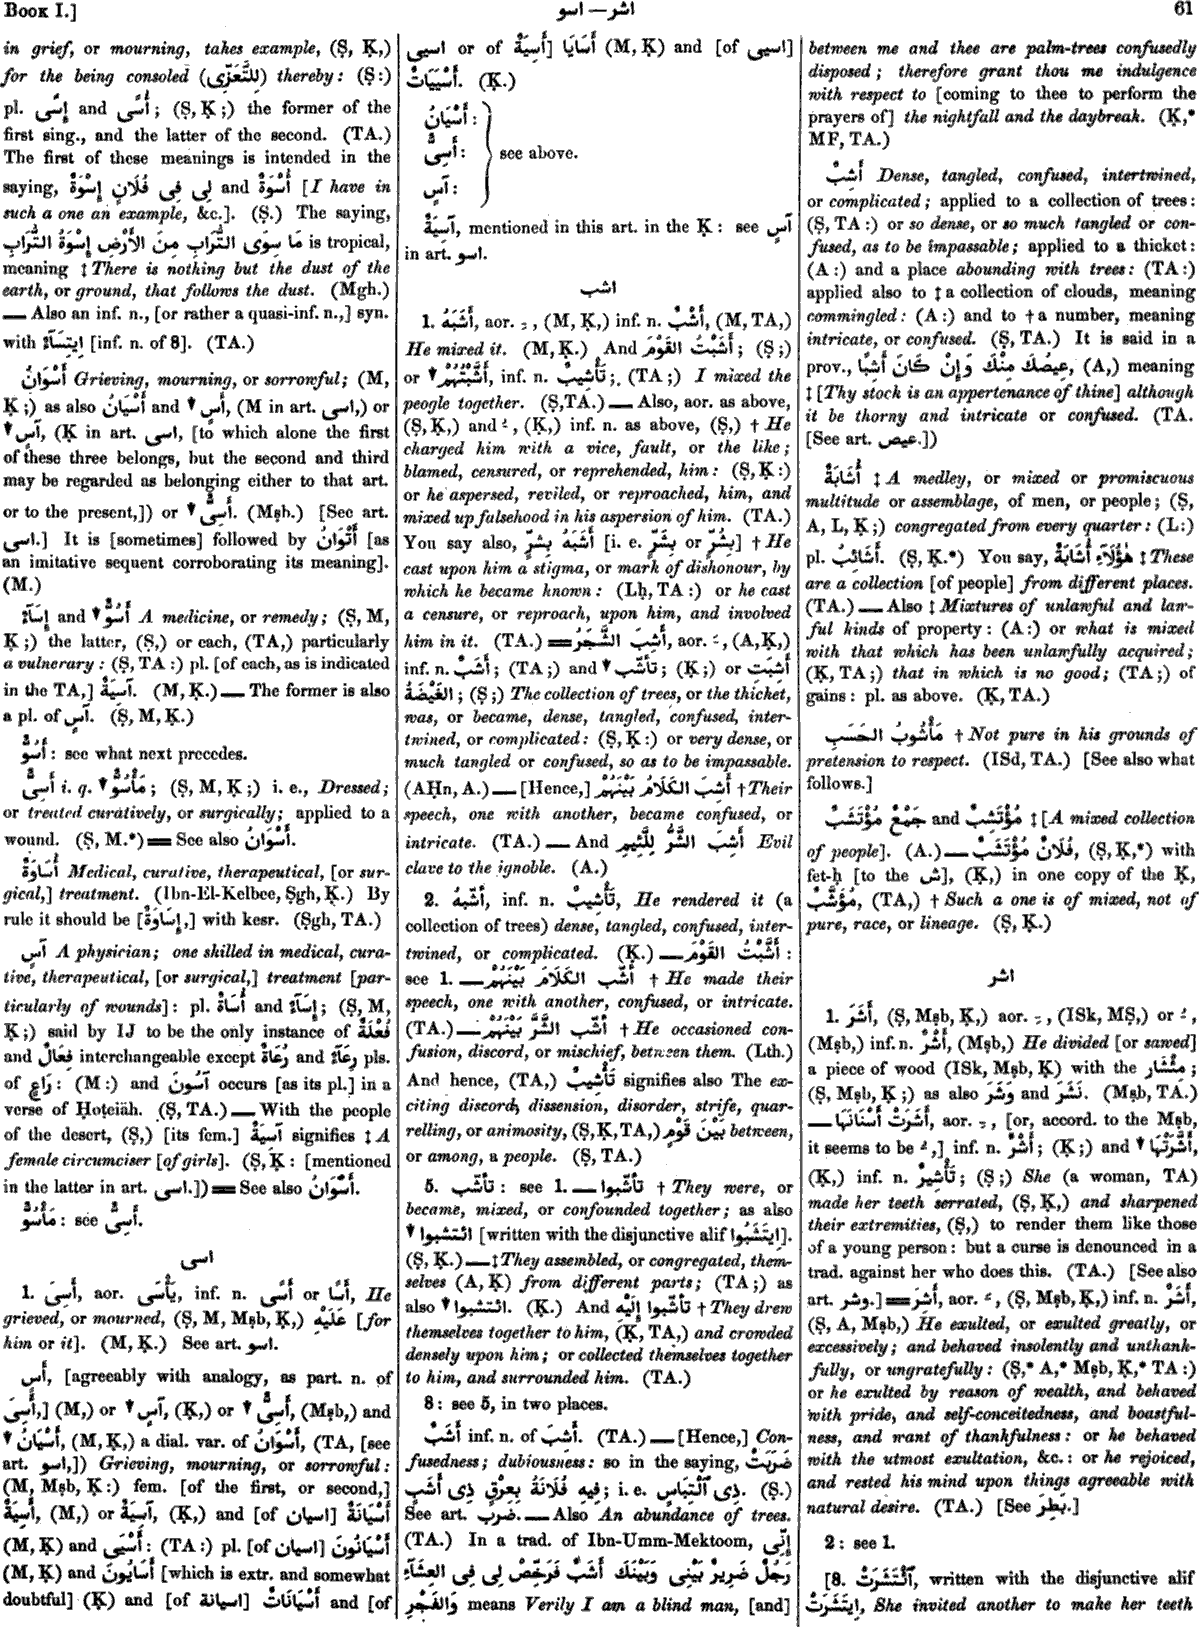 Book I.]
اشر — اسو
61
in grief, or mourning, takes example, (Ṣ, Ḳ,)
for the being consoled (لِلتَّعَزِّى) thereby: (Ṣ:)
pl. إِسًى and أُسًى; (Ṣ, Ḳ;) the former of the
first sing., and the latter of the second. (TA.)
The first of these meanings is intended in the
saying, لِى فِى فُلَانٍ إِسْوَةٌ and أُسْوَةٌ [I have in
such a one an example, &c.]. (Ṣ.) The saying,
مَا سِوَى التُّرَابِ مِنَ الأَرْضِ إِسْوَةُ التُّرَابِ is tropical,
meaning ‡ There is nothing but the dust of the
earth, or ground, that follows the dust. (Mgh.)
— Also an inf. n., [or rather a quasi-inf. n.,] syn.
with اِيتِسَآءٌ [inf. n. of 8]. (TA.)
أَسْوَانُ Grieving, mourning, or sorrowful; (M,
Ḳ;) as also أَسْيَانُ and ▼ أَسٍ, (M in art. اسى,) or
▼ آسٍ, (Ḳ in art. اسى, [to which alone the first
of these three belongs, but the second and third
may be regarded as belonging either to that art.
or to the present,]) or ▼ أَسِىٌّ. (Mṣb.) [See art.
اسى.] It is [sometimes] followed by أَتْوَانُ [as
an imitative sequent corroborating its meaning].
(M.)
إِسَآءٌ and ▼ أَسُوٌّ A medicine, or remedy; (Ṣ, M,
Ḳ;) the latter, (Ṣ,) or each, (TA,) particularly
a vulnerary: (Ṣ, TA:) pl. [of each, as is indicated
in the TA,] آسِيَةٌ. (M, Ḳ.) — The former is also
a pl. of آسٍ. (Ṣ, M, Ḳ.)
أَسُوٌّ: see what next precedes.
أَسِىٌّ i. q. ▼ مَأْسُوٌّ; (Ṣ, M, Ḳ;) i. e., Dressed;
or treated curatively, or surgically; applied to a
wound. (Ṣ, M.*) = See also أَسْوَانُ.
أُسَاوَةٌ Medical, curative, therapeutical, [or sur-
gical,] treatment. (Ibn-El-Kelbee, Ṣgh, Ḳ.) By
rule it should be [إِسَاوَةٌ,] with kesr. (Ṣgh, TA.)
آسٍ A physician; one skilled in medical, cura-
tive, therapeutical, [or surgical,] treatment [par-
ticularly of wounds]: pl. أُسَاةٌ and إِسَآءٌ; (Ṣ, M,
Ḳ;) said by IJ to be the only instance of فُعَلَةٌ
and فِعَالٌ interchangeable except رُعَاةٌ and رِعَآءٌ pls.
of رَاعٍ: (M:) and آسُونَ occurs [as its pl.] in a
verse of Ḥoṭeiäh. (Ṣ, TA.) — With the people
of the desert, (Ṣ,) [its fem.] آسِيَةٌ signifies ‡ A
female circumciser [of girls]. (Ṣ, Ḳ: [mentioned
in the latter in art. اسى.]) = See also أَسْوَانُ.
مَأْسُوٌّ: see أَسِىٌّ.
اسى
1. أَسِىَ, aor. يَأْسَى, inf. n. أَسًى or أَسًا, He
grieved, or mourned, (Ṣ, M, Mṣb, Ḳ,) عَلَيْهِ [for
him or it]. (M, Ḳ.) See art. اسو.
أَسٍ, [agreeably with analogy, as part. n. of
أَسِىَ,] (M,) or ▼ آسٍ, (Ḳ,) or ▼ أَسِىٌّ, (Mṣb,) and
▼ أَسْيَانُ, (M, Ḳ,) a dial. var. of أَسْوَانُ, (TA, [see
art. اسو,]) Grieving, mourning, or sorrowful:
(M, Mṣb, Ḳ:) fem. [of the first, or second,]
أَسِيَةٌ, (M,) or آسِيَةٌ, (Ḳ,) and [of اسيان] أَسْيَانَةٌ
(M, Ḳ) and أَسْيَى: (TA:) pl. [of اسيان] أَسْيَانُونَ
(M, Ḳ) and أَسَايُونَ [which is extr. and somewhat
doubtful] (Ḳ) and [of اسيانة] أَسْيَانَاتٌ and [of
اسيى or of أَسِيَةٌ] أَسَايَا (M, Ḳ) and [of اسيى]
أَسْيَيَاتٌ. (Ḳ.)
أَسْيَانُ:
أَسِىٌّ: see above.
آسٍ:
آسِيَةٌ, mentioned in this art. in the Ḳ: see آسٍ
in art. اسو.
اشب
1. أَشَبَهُ, aor. ـِ, (M, Ḳ,) inf. n. أَشْبٌ, (M, TA,)
He mixed it. (M, Ḳ.) And أَشَبْتُ القَوْمَ; (Ṣ;)
or ▼ أَشَّبْتُهُمْ, inf. n. تَأْشِيبٌ; (TA;) I mixed the
people together. (Ṣ, TA.) — Also, aor. as above,
(Ṣ, Ḳ,) and ـُ, (Ḳ,) inf. n. as above, (Ṣ,) † He
charged him with a vice, fault, or the like;
blamed, censured, or reprehended, him: (Ṣ, Ḳ:)
or he aspersed, reviled, or reproached, him, and
mixed up falsehood in his aspersion of him. (TA.)
You say also, أَشَبَهُ بِشَرٍّ [i. e. بِشَرٍّ or بِشُرٍّ] † He
cast upon him a stigma, or mark of dishonour, by
which he became known: (Lḥ, TA:) or he cast
a censure, or reproach, upon him, and involved
him in it. (TA.) = أَشِبَ الشَّجَرُ, aor. ـَ, (A, Ḳ,)
inf. n. أَشَبٌ; (TA;) and ▼ تأشّب; (Ḳ;) or أَشِبَتِ
الغَيْضَةُ; (Ṣ;) The collection of trees, or the thicket,
was, or became, dense, tangled, confused, inter-
twined, or complicated: (Ṣ, Ḳ:) or very dense, or
much tangled or confused, so as to be impassable.
(AḤn, A.) — [Hence,] أَشِبَ الكَلَامُ بَيْنَهُمْ † Their
speech, one with another, became confused, or
intricate. (TA.) — And أَشِبَ الشَّرُّ لِلَّئِيمِ Evil
clave to the ignoble. (A.)
2. أَشَّبهُ, inf. n. تَأْشِيبٌ, He rendered it (a
collection of trees) dense, tangled, confused, inter-
twined, or complicated. (Ḳ.) — أَشَّبْتُ القَوْمَ:
see 1. — أشّب الكَلَامَ بَيْنَهُمْ † He made their
speech, one with another, confused, or intricate.
(TA.) — أشّب الشَّرَّ بَيْنَهُمْ † He occasioned con-
fusion, discord, or mischief, between them. (Lth.)
And hence, (TA,) تَأْشِيبٌ signifies also The ex-
citing discord, dissension, disorder, strife, quar-
relling, or animosity, (Ṣ, Ḳ, TA,) بَيْنَ قَوْمٍ between,
or among, a people. (Ṣ, TA.)
5. تأشّب: see 1. — تأشّبوا † They were, or
became, mixed, or confounded together; as also
▼ ائتشبوا [written with the disjunctive alif اِيتَشَبُوا].
(Ṣ, Ḳ.) — ‡ They assembled, or congregated, them-
selves (A, Ḳ) from different parts; (TA;) as
also ▼ ائتشبوا. (Ḳ.) And تأشّبوا إِلَيْهِ † They drew
themselves together to him, (Ḳ, TA,) and crowded
densely upon him; or collected themselves together
to him, and surrounded him. (TA.)
8: see 5, in two places.
أَشَبٌ inf. n. of أَشِبَ. (TA.) — [Hence,] Con-
fusedness; dubiousness: so in the saying, ضَرَبَتْ
فِيهِ فُلَانَةُ بِعِرْقٍ ذِى أَشَبٍ; i. e. ذِى ٱلْتِبَاسٍ. (Ṣ.)
See art. ضرب. — Also An abundance of trees.
(TA.) In a trad. of Ibn-Umm-Mektoom, إِنِّى
رَجُلٌ ضَرِيرٌ بَيْنِى وَبَيْنَكَ أَشَبٌ فَرَخِّصْ لِى فِى العِشَآءِ
وَالفَجْرِ means Verily I am a blind man, [and]
between me and thee are palm-trees confusedly
disposed; therefore grant thou me indulgence
with respect to [coming to thee to perform the
prayers of] the nightfall and the daybreak. (Ḳ,*
MF, TA.)
أَشِبٌ Dense, tangled, confused, intertwined,
or complicated; applied to a collection of trees:
(Ṣ, TA:) or so dense, or so much tangled or con-
fused, as to be impassable; applied to a thicket:
(A:) and a place abounding with trees: (TA:)
applied also to ‡ a collection of clouds, meaning
commingled: (A:) and to † a number, meaning
intricate, or confused. (Ṣ, TA.) It is said in a
prov., عِيصُكَ مِنْكَ وَإِنْ كَانَ أَشِبًا, (A,) meaning
‡ [Thy stock is an appertenance of thine] although
it be thorny and intricate or confused. (TA.
[See art. عيص.])
أُشَابَةٌ ‡ A medley, or mixed or promiscuous
multitude or assemblage, of men, or people; (Ṣ,
A, L, Ḳ;) congregated from every quarter: (L:)
pl. أَشَائِبُ. (Ṣ, Ḳ.*) You say, هٰؤُلَآءِ أُشَابَةٌ ‡ These
are a collection [of people] from different places.
(TA.) — Also ‡ Mixtures of unlawful and law-
ful kinds of property: (A:) or what is mixed
with that which has been unlawfully acquired;
(Ḳ, TA;) that in which is no good; (TA;) of
gains: pl. as above. (Ḳ, TA.)
مَأْشُوبُ الحَسَبِ † Not pure in his grounds of
pretension to respect. (ISd, TA.) [See also what
follows.]
جَمْعٌ مُؤْتَشَبٌ and مُؤْتَشِبٌ ‡ [A mixed collection
of people]. (A.) — فُلَانٌ مُؤْتَشَبٌ, (Ṣ, Ḳ,*) with
fet-ḥ [to the ش], (Ḳ,) in one copy of the Ḳ,
مُؤَشَّبٌ, (TA,) † Such a one is of mixed, not of
pure, race, or lineage. (Ṣ, Ḳ.)
اشر
1. أَشَرَ, (Ṣ, Mṣb, Ḳ,) aor. ـِ, (ISk, MṢ,) or ـُ,
(Mṣb,) inf. n. أَشْرٌ, (Mṣb,) He divided [or sawed]
a piece of wood (ISk, Mṣb, Ḳ) with the مِئْشَار;
(Ṣ, Mṣb, Ḳ;) as also وَشَرَ and نَشَرَ. (Mṣb, TA.)
— أَشَرَتْ أَسْنَانَهَا, aor. ـِ, [or, accord. to the Mṣb,
it seems to be ـُ,] inf. n. أَشْرٌ; (Ḳ;) and ▼ أَشَّرَتْهَا,
(Ḳ,) inf. n. تَأْشِيرٌ; (Ṣ;) She (a woman, TA)
made her teeth serrated, (Ṣ, Ḳ,) and sharpened
their extremities, (Ṣ,) to render them like those
of a young person: but a curse is denounced in a
trad. against her who does this. (TA.) [See also
art. وشر.] = أَشِرَ, aor. ـَ, (Ṣ, Mṣb, Ḳ,) inf. n. أَشَرٌ,
(Ṣ, A, Mṣb,) He exulted, or exulted greatly, or
excessively; and behaved insolently and unthank-
fully, or ungratefully: (Ṣ,* A,* Mṣb, Ḳ,* TA:)
or he exulted by reason of wealth, and behaved
with pride, and self-conceitedness, and boastful-
ness, and want of thankfulness: or he behaved
with the utmost exultation, &c.: or he rejoiced,
and rested his mind upon things agreeable with
natural desire. (TA.) [See بَطِرَ.]
2: see 1.
[8. ٱئْتَشَرَتْ, written with the disjunctive alif
اِيتَشَرَتْ, She invited another to make her teeth